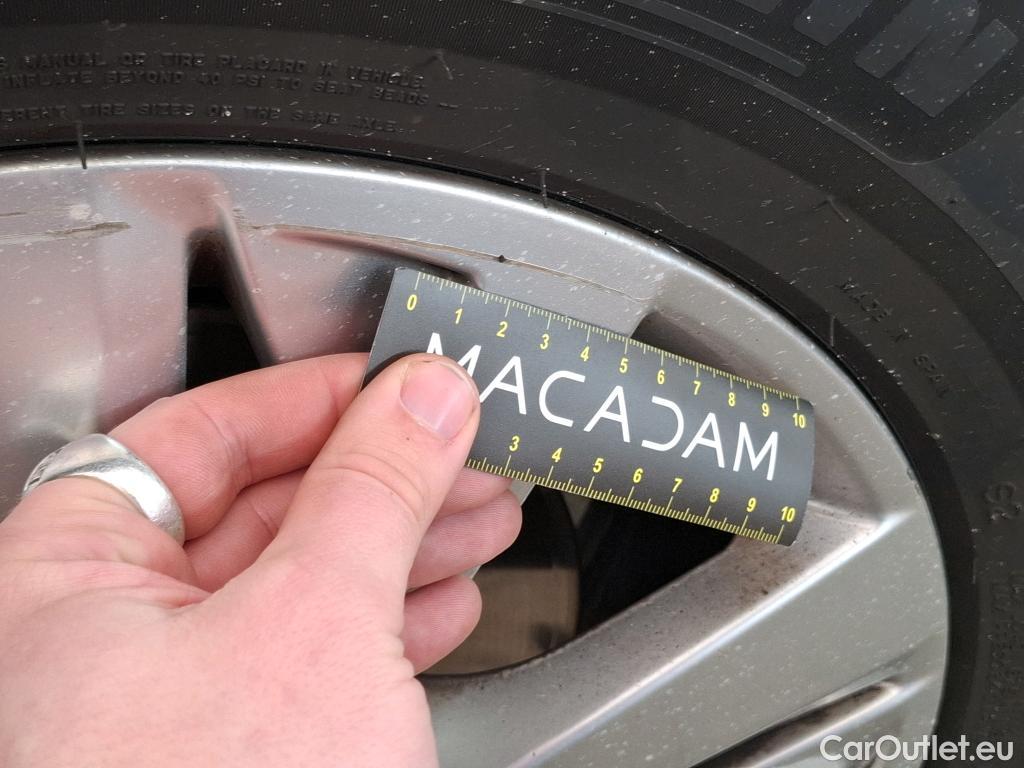 MANUAL OR TIRE PLACARD IN VEHICLE.
INFLATE BEYOND 40 PSI TO SEAT BEADS
TIRE SIZES ON THE SAME AXLE.
MADE IN SPAIN
0 1 2 3 4 5 6 7 8 9 10
MACADAM
3 4 5 6 7 8 9 10
CarOutlet.eu